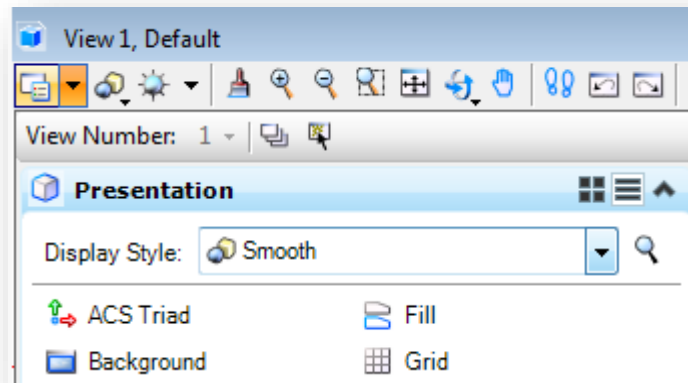 View 1, Default
View Number: 1
Presentation
Display Style: Smooth
ACS Triad Fill
Background Grid